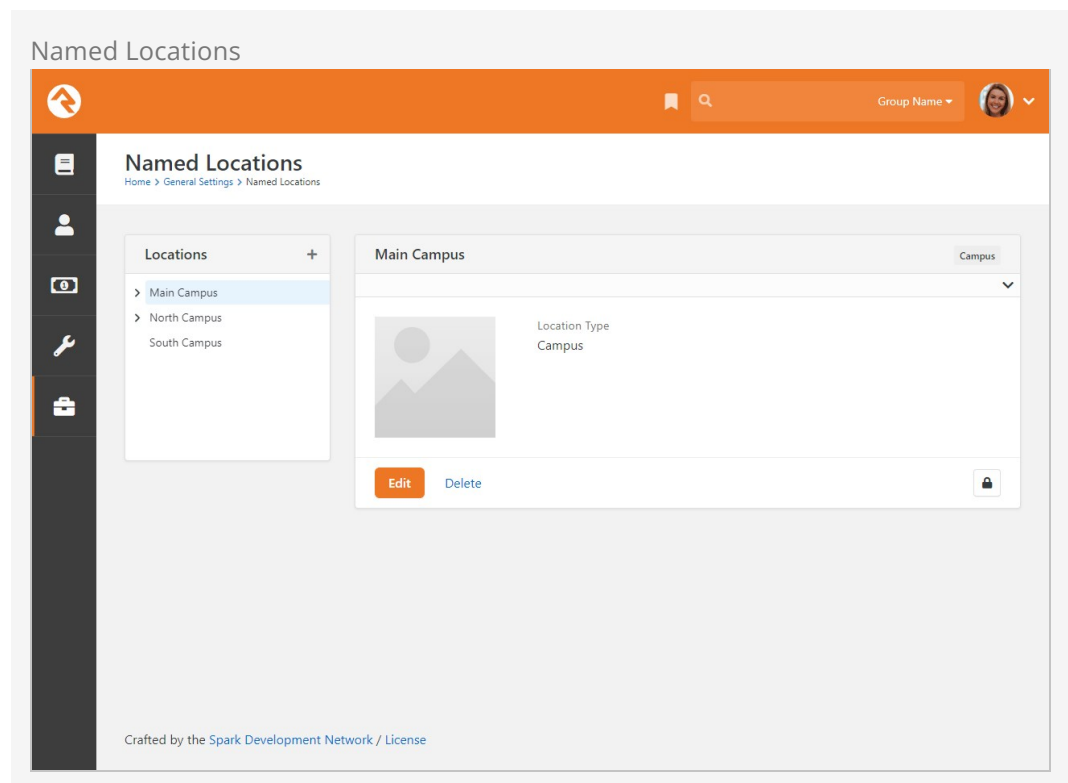 Named Locations
Group Name
Named Locations
Home > General Settings > Named Locations
Locations +
Main Campus
North Campus
South Campus
Main Campus
Campus
Location Type
Campus
Edit Delete
Crafted by the Spark Development Network / License